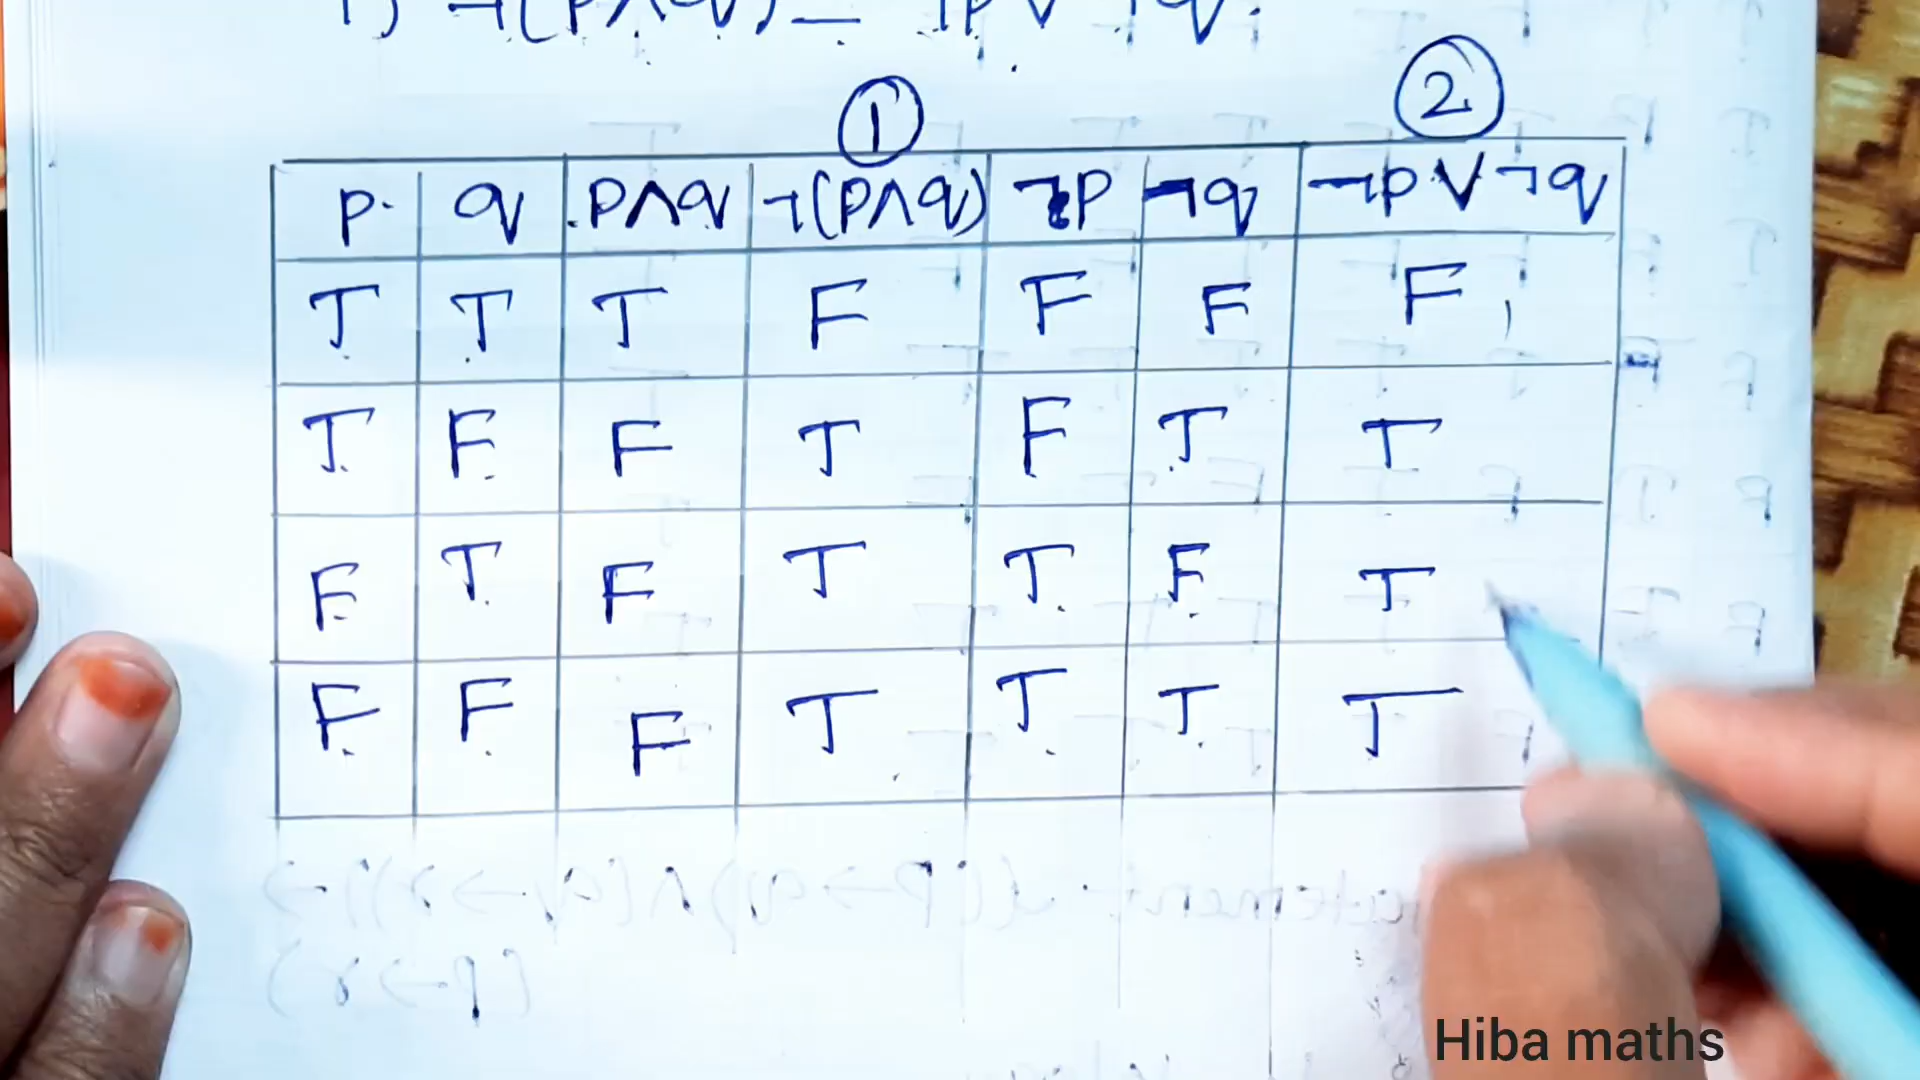 1) ¬(p∧q) = ¬p∨¬q.
① ②
p q p∧q ¬(p∧q) ¬p ¬q ¬p∨¬q
T T T F F F F
T F F T F T T
F T F T T F T
F F F T T T T
Hiba maths